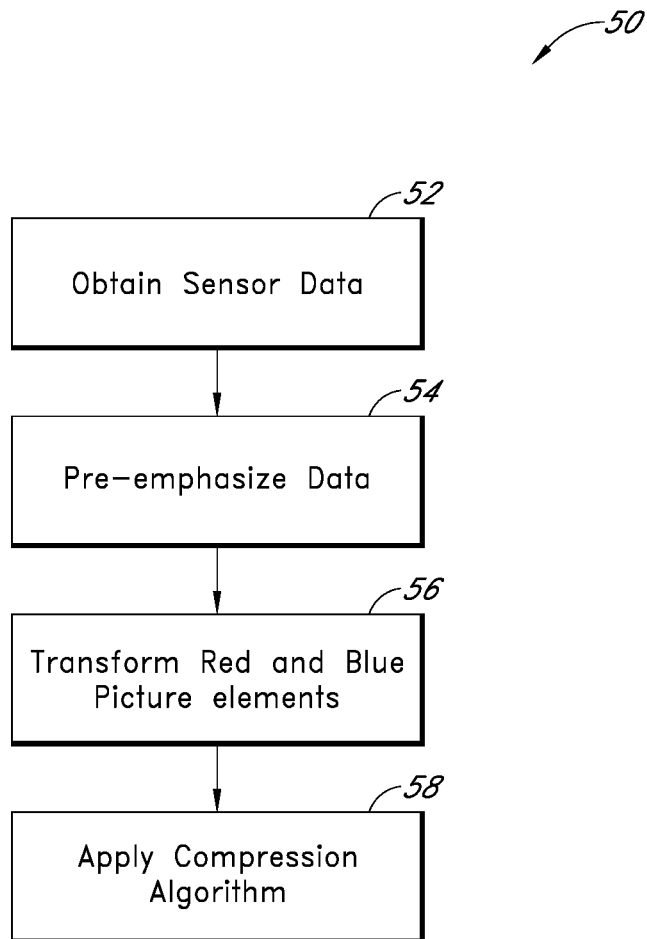 50
52
Obtain Sensor Data
54
Pre-emphasize Data
56
Transform Red and Blue
Picture elements
58
Apply Compression
Algorithm